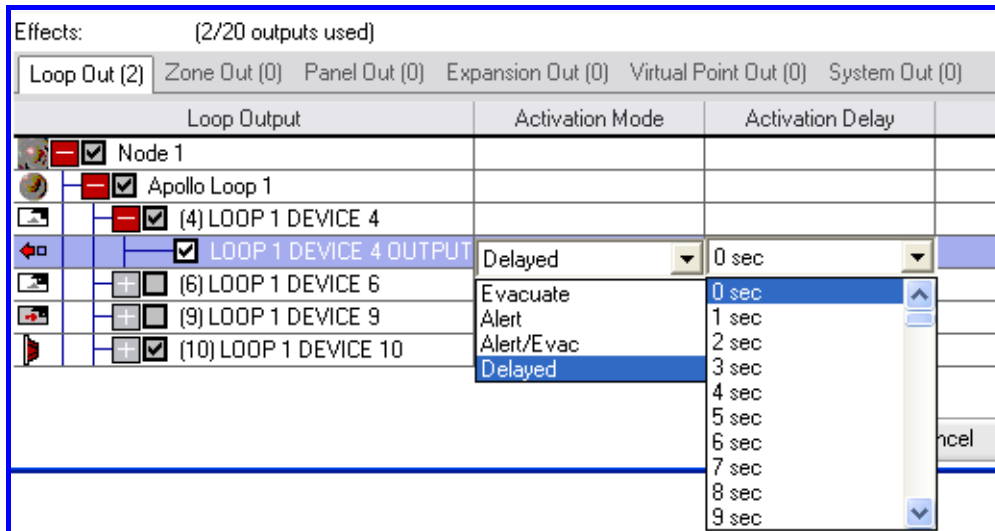 Effects: (2/20 outputs used)
Loop Out (2) Zone Out (0) Panel Out (0) Expansion Out (0) Virtual Point Out (0) System Out (0)
Loop Output Activation Mode Activation Delay
Node 1
Apollo Loop 1
(4) LOOP 1 DEVICE 4
LOOP 1 DEVICE 4 OUTPUT Delayed 0 sec
(6) LOOP 1 DEVICE 6
(9) LOOP 1 DEVICE 9
(10) LOOP 1 DEVICE 10
Evacuate
Alert
Alert/Evac
Delayed
0 sec
1 sec
2 sec
3 sec
4 sec
5 sec
6 sec
7 sec
8 sec
9 sec
ncel